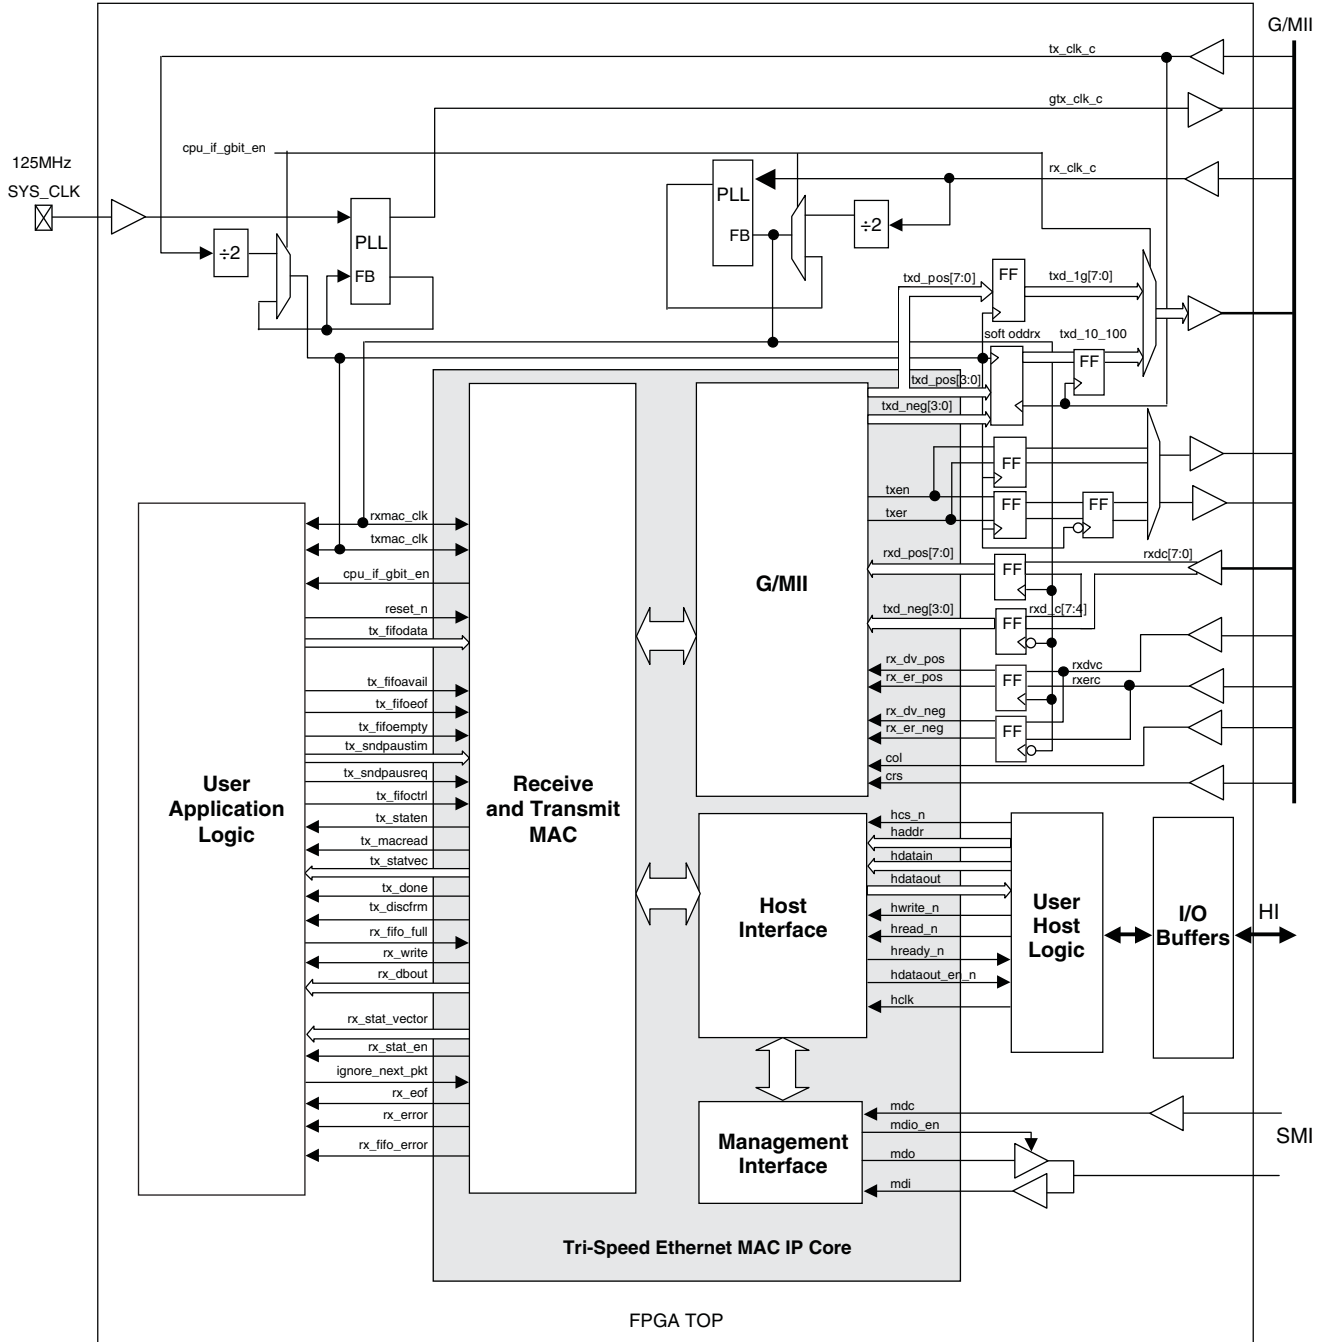 G/MII
tx_clk_c
gtx_clk_c
cpu_if_gbit_en
125MHz
SYS_CLK
rx_clk_c
PLL
FB
÷2
÷2
PLL
FB
txd_pos[7:0]
FF
txd_1g[7:0]
soft oddrx
txd_10_100
FF
txd_pos[3:0]
txd_neg[3:0]
FF
txen
FF
FF
txer
rxmac_clk
txmac_clk
cpu_if_gbit_en
reset_n
tx_fifodata
tx_fifoavail
tx_fifoeof
tx_fifoempty
tx_sndpaustim
tx_sndpausreq
tx_fifoctrl
tx_staten
tx_macread
tx_statvec
tx_done
tx_discfrm
rx_fifo_full
rx_write
rx_dbout
rx_stat_vector
rx_stat_en
ignore_next_pkt
rx_eof
rx_error
rx_fifo_error
User
Application
Logic
Receive
and Transmit
MAC
G/MII
rxd_pos[7:0]
FF
rxdc[7:0]
txd_neg[3:0]
FF
rxd_c[7:4]
rx_dv_pos
rx_er_pos
FF
rxdvc
rxerc
rx_dv_neg
rx_er_neg
FF
col
crs
hcs_n
haddr
hdatain
hdataout
hwrite_n
hread_n
hready_n
hdataout_en_n
hclk
Host
Interface
User
Host
Logic
I/O
Buffers
HI
mdc
mdio_en
mdo
mdi
Management
Interface
SMI
Tri-Speed Ethernet MAC IP Core
FPGA TOP